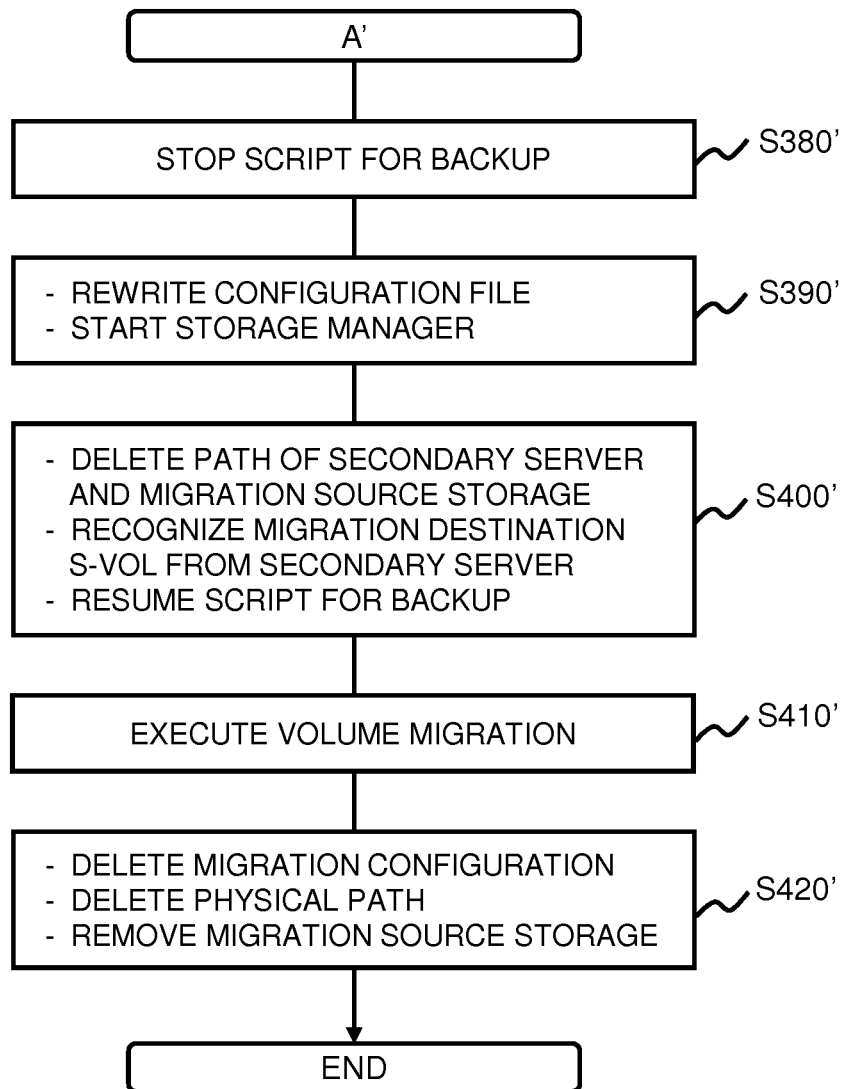 A’
STOP SCRIPT FOR BACKUP
S380’
- REWRITE CONFIGURATION FILE
- START STORAGE MANAGER
S390’
- DELETE PATH OF SECONDARY SERVER
AND MIGRATION SOURCE STORAGE
- RECOGNIZE MIGRATION DESTINATION
S-VOL FROM SECONDARY SERVER
- RESUME SCRIPT FOR BACKUP
S400’
EXECUTE VOLUME MIGRATION
S410’
- DELETE MIGRATION CONFIGURATION
- DELETE PHYSICAL PATH
- REMOVE MIGRATION SOURCE STORAGE
S420’
END